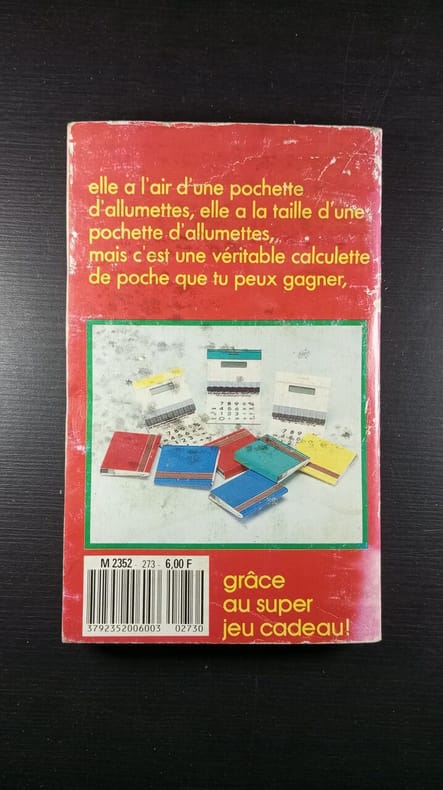 elle a l'air d'une pochette
d'allumettes, elle a la taille d'une
pochette d'allumettes,
mais c'est une véritable calculette
de poche que tu peux gagner,
M 2352 - 273 - 6,00 F
3792352006003 02730
grâce
au super
jeu cadeau!